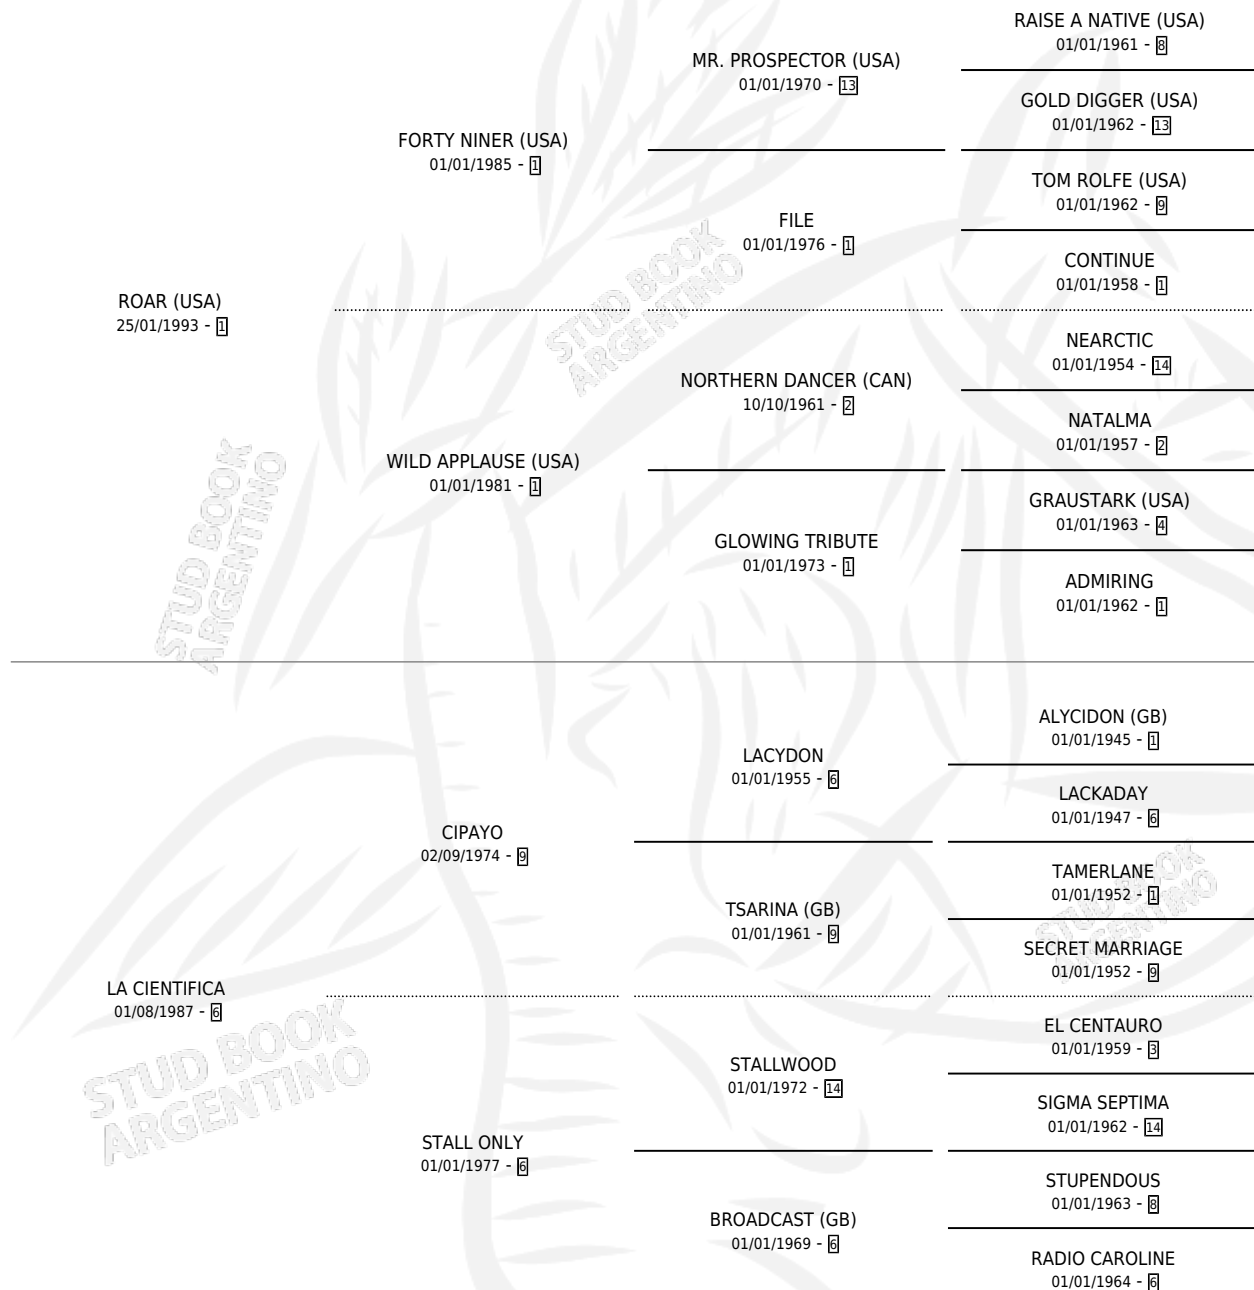 RAISE A NATIVE (USA)
01/01/1961 - 8
MR. PROSPECTOR (USA)
01/01/1970 - 13
GOLD DIGGER (USA)
01/01/1962 - 13
FORTY NINER (USA)
01/01/1985 - 1
TOM ROLFE (USA)
01/01/1962 - 9
FILE
01/01/1976 - 1
CONTINUE
01/01/1958 - 1
ROAR (USA)
25/01/1993 - 1
NEARCTIC
01/01/1954 - 14
NORTHERN DANCER (CAN)
10/10/1961 - 2
NATALMA
01/01/1957 - 2
WILD APPLAUSE (USA)
01/01/1981 - 1
GRAUSTARK (USA)
01/01/1963 - 4
GLOWING TRIBUTE
01/01/1973 - 1
ADMIRING
01/01/1962 - 1
ALYCIDON (GB)
01/01/1945 - 1
LACYDON
01/01/1955 - 6
LACKADAY
01/01/1947 - 6
CIPAYO
02/09/1974 - 9
TAMERLANE
01/01/1952 - 1
TSARINA (GB)
01/01/1961 - 9
SECRET MARRIAGE
01/01/1952 - 9
LA CIENTIFICA
01/08/1987 - 6
EL CENTAURO
01/01/1959 - 3
STALLWOOD
01/01/1972 - 14
SIGMA SEPTIMA
01/01/1962 - 14
STALL ONLY
01/01/1977 - 6
STUPENDOUS
01/01/1963 - 8
BROADCAST (GB)
01/01/1969 - 6
RADIO CAROLINE
01/01/1964 - 6
STUD BOOK
ARGENTINO
STUD BOOK
ARGENTINO
STUD BOOK
ARGENTINO
STUD BOOK
ARGENTINO